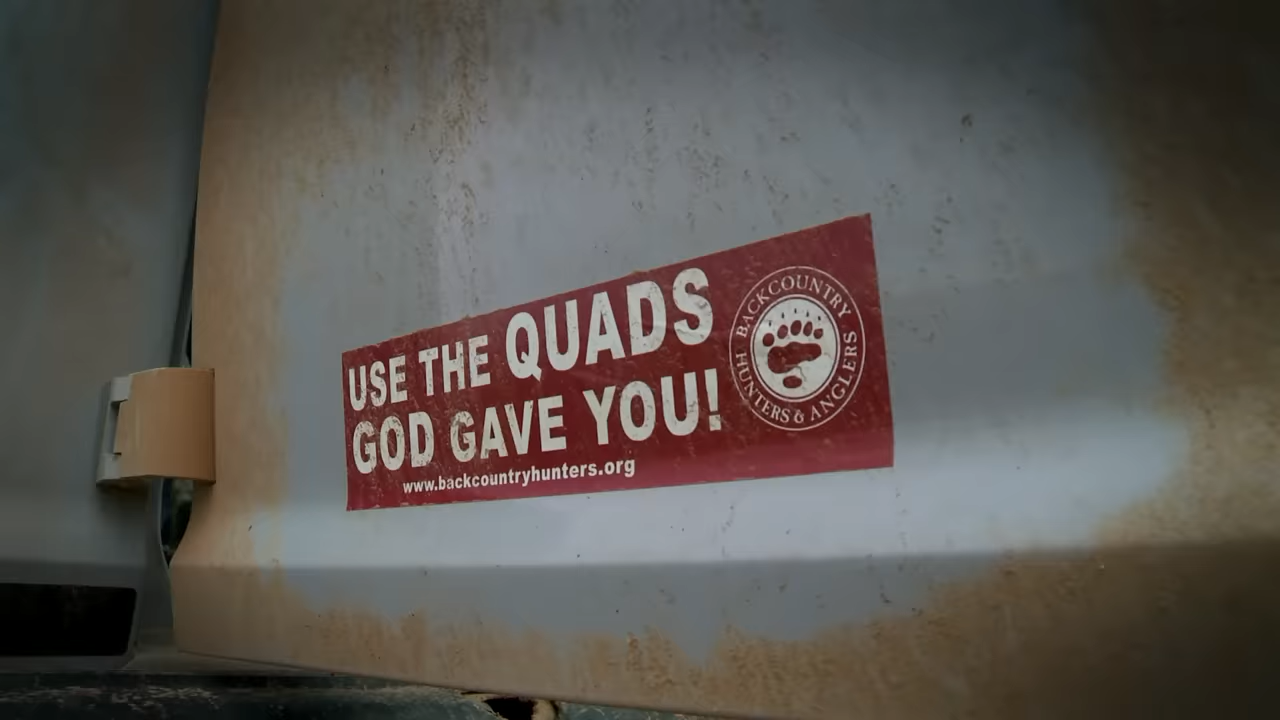 USE THE QUADS
GOD GAVE YOU!
www.backcountryhunters.org
BACKCOUNTRY
HUNTERS & ANGLERS